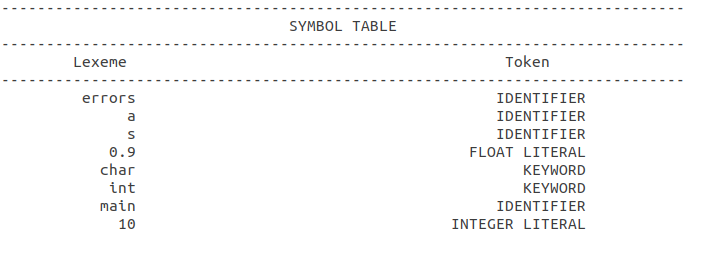 SYMBOL TABLE
Lexeme Token
errors IDENTIFIER
a IDENTIFIER
s IDENTIFIER
0.9 FLOAT LITERAL
char KEYWORD
int KEYWORD
main IDENTIFIER
10 INTEGER LITERAL